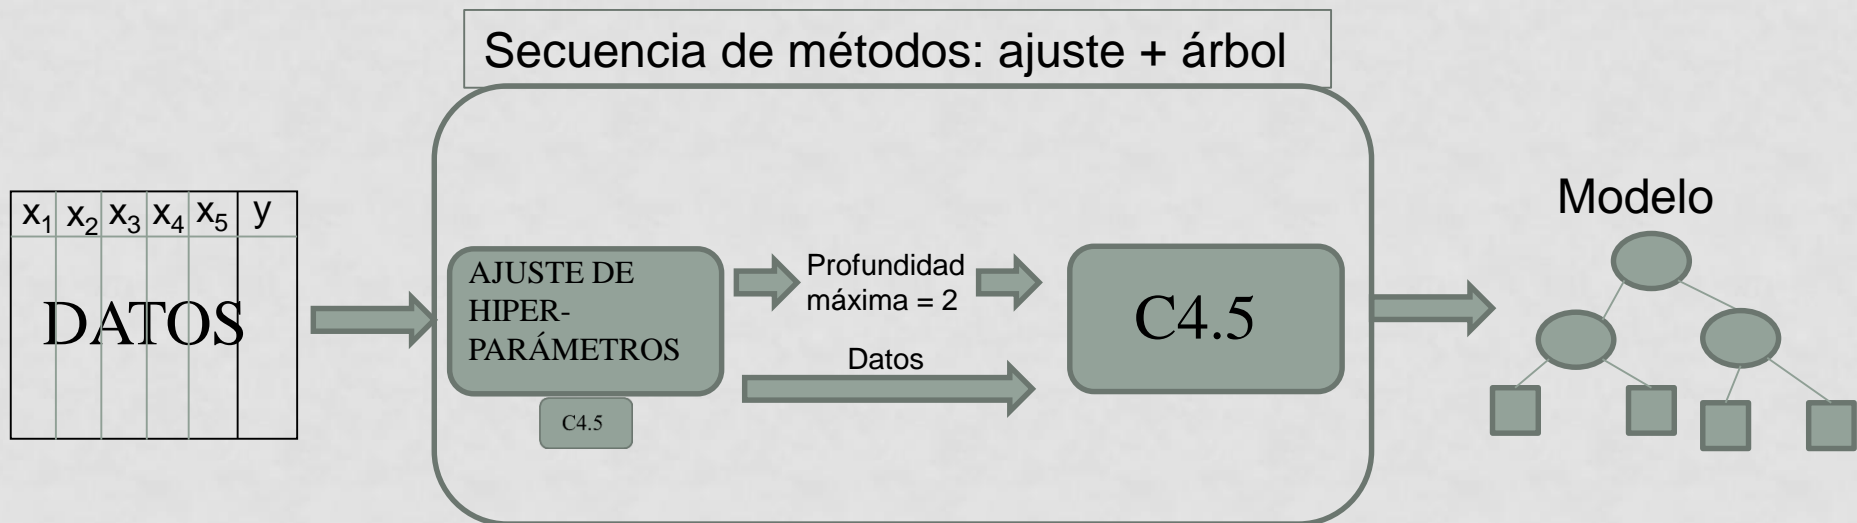 Secuencia de métodos: ajuste + árbol
x1 x2 x3 x4 x5 y
DATOS
AJUSTE DE
HIPER-
PARÁMETROS
C4.5
Profundidad
máxima = 2
Datos
C4.5
Modelo